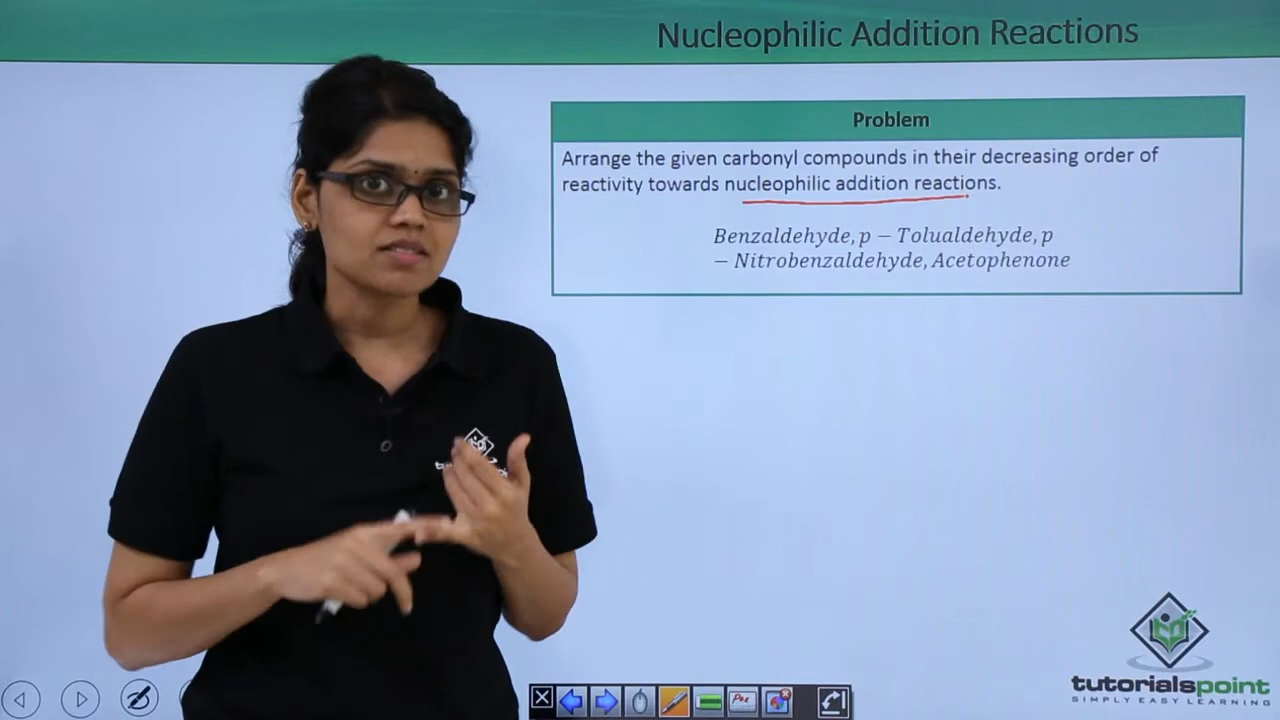 Nucleophilic Addition Reactions
Problem
Arrange the given carbonyl compounds in their decreasing order of
reactivity towards nucleophilic addition reactions.
Benzaldehyde, p − Tolualdehyde, p
− Nitrobenzaldehyde, Acetophenone
tutorialspoint
SIMPLY EASY LEARNING